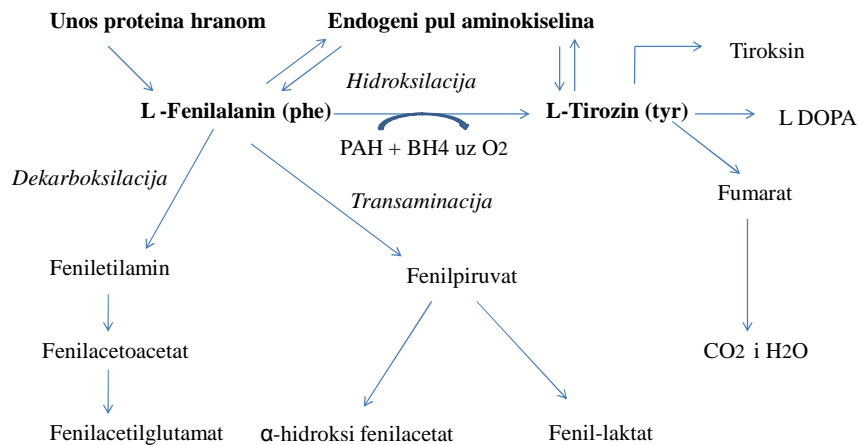 Unos proteina hranom
Endogeni pul aminokiselina
Tiroksin
Hidroksilacija
L -Fenilalanin (phe)
L-Tirozin (tyr)
L DOPA
PAH + BH4 uz O2
Dekarboksilacija
Transaminacija
Fumarat
Feniletilamin
Fenilpiruvat
Fenilacetoacetat
CO2 i H2O
Fenilacetilglutamat
α-hidroksi fenilacetat
Fenil-laktat